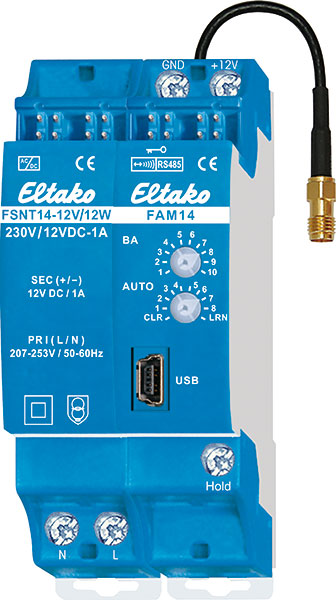 GND +12V
AC/DC CE RS485 CE
Eltako Eltako
FSNT14-12V/12W FAM14
230V/12VDC-1A
BA
1 2 3 4 5 6 7 8 9 10
SEC (+/–)
12V DC / 1A
AUTO
1 2 3 4 5 6 7 8
CLR LRN
PRI ( L / N )
207-253V / 50-60Hz
USB
Hold
N L